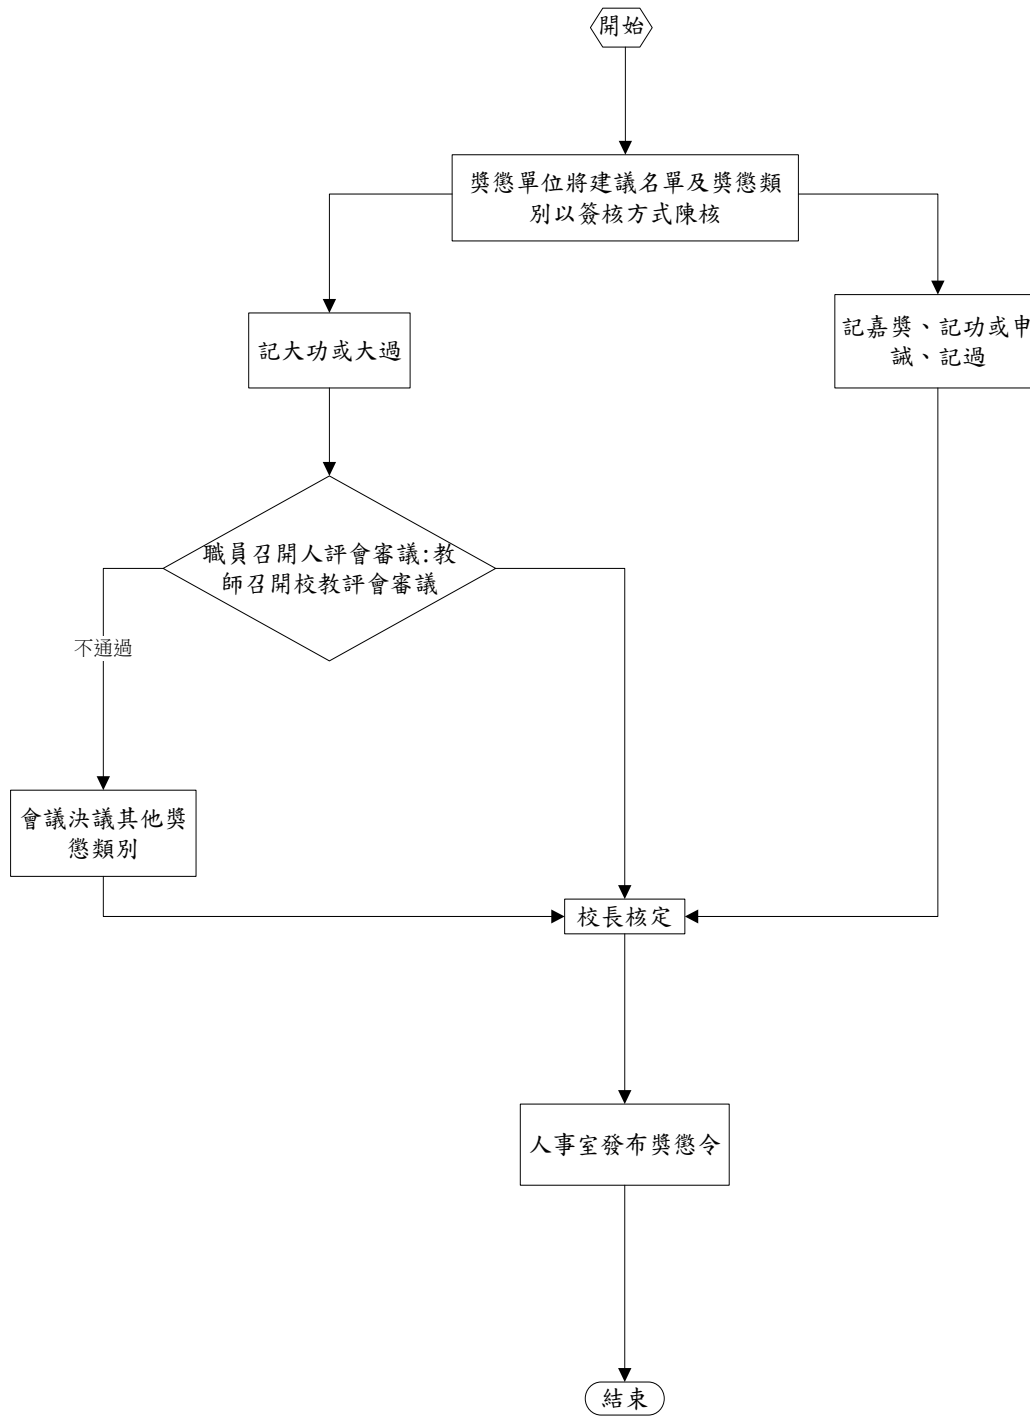 開始
獎懲單位將建議名單及獎懲類
別以簽核方式陳核
記大功或大過
記嘉獎、記功或申
誡、記過
職員召開人評會審議:教
師召開校教評會審議
不通過
會議決議其他獎
懲類別
校長核定
人事室發布獎懲令
結束